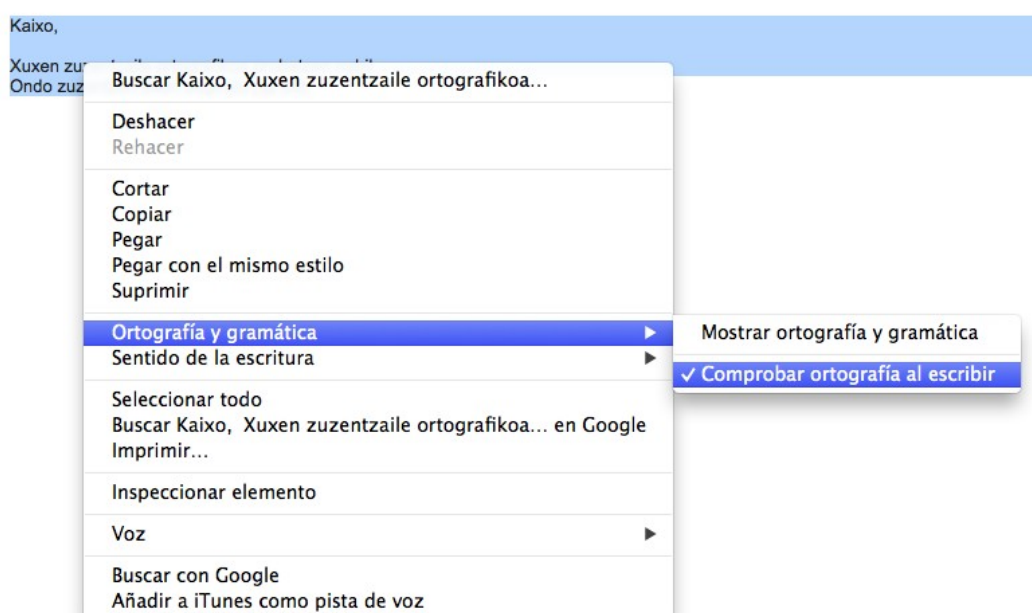 Kaixo,
Xuxen
Ondo
Buscar Kaixo, Xuxen zuzentzaile ortografikoa...
Deshacer
Rehacer
Cortar
Copiar
Pegar
Pegar con el mismo estilo
Suprimir
Ortografía y gramática
Mostrar ortografía y gramática
Sentido de la escritura
✓ Comprobar ortografía al escribir
Seleccionar todo
Buscar Kaixo, Xuxen zuzentzaile ortografikoa... en Google
Imprimir...
Inspeccionar elemento
Voz
Buscar con Google
Añadir a iTunes como pista de voz